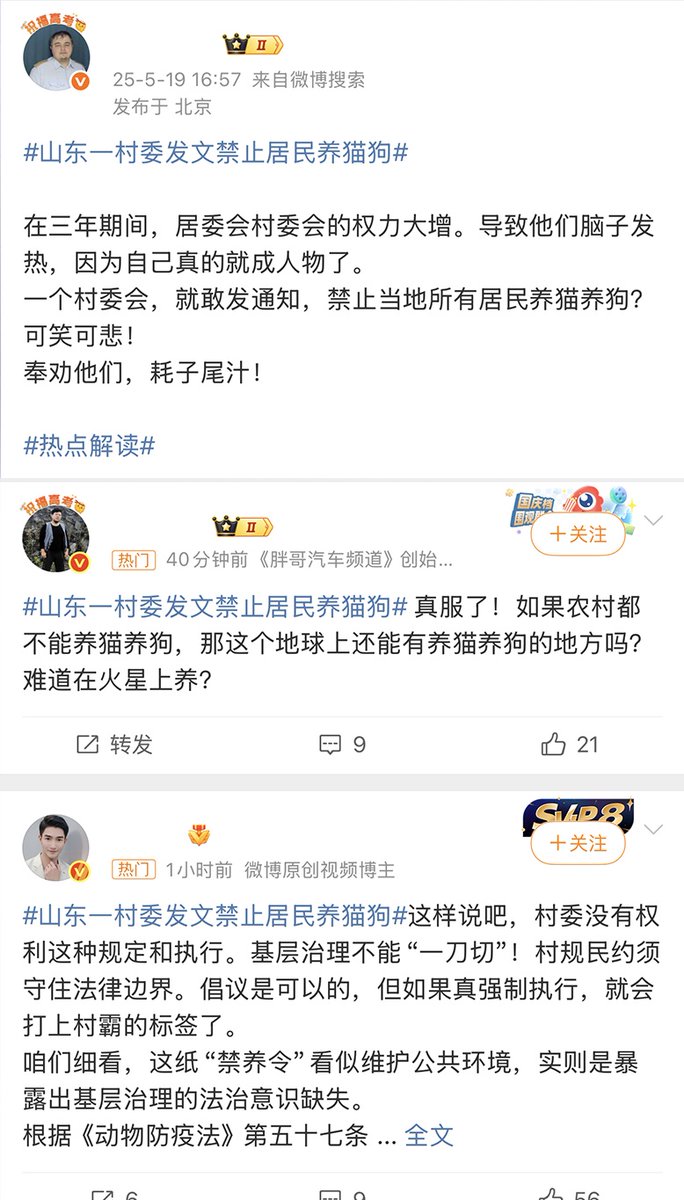 祝福高考
II
25-5-19 16:57 来自微博搜索
发布于 北京
#山东一村委发文禁止居民养猫狗#
在三年期间，居委会村委会的权力大增。导致他们脑子发
热，因为自己真的就成人物了。
一个村委会，就敢发通知，禁止当地所有居民养猫养狗？
可笑可悲！
奉劝他们，耗子尾汁！
#热点解读#
祝福高考
II
热门 40分钟前 《胖哥汽车频道》创始...
国庆档
+关注
#山东一村委发文禁止居民养猫狗# 真服了！如果农村都
不能养猫养狗，那这个地球上还能有养猫养狗的地方吗？
难道在火星上养？
转发 9 21
热门 1小时前 微博原创视频博主
SVIP8
+关注
#山东一村委发文禁止居民养猫狗#这样说吧，村委没有权
利这种规定和执行。基层治理不能“一刀切”！村规民约须
守住法律边界。倡议是可以的，但如果真强制执行，就会
打上村霸的标签了。
咱们细看，这纸“禁养令”看似维护公共环境，实则是暴
露出基层治理的法治意识缺失。
根据《动物防疫法》第五十七条 ... 全文
6 9 56